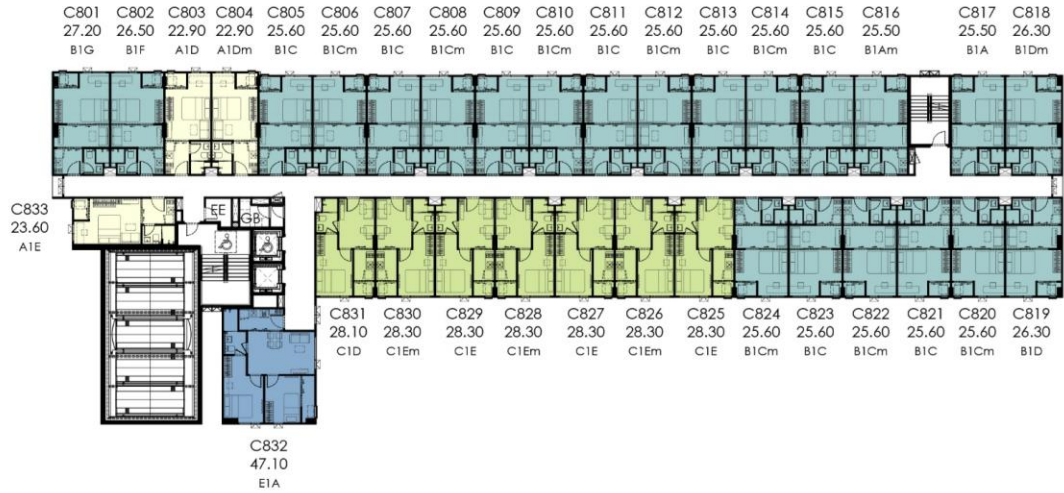 C801 C802 C803 C804 C805 C806 C807 C808 C809 C810 C811 C812 C813 C814 C815 C816 C817 C818
27.20 26.50 22.90 22.90 25.60 25.60 25.60 25.60 25.60 25.60 25.60 25.60 25.60 25.60 25.60 25.50 25.50 26.30
B1G B1F A1D A1Dm B1C B1Cm B1C B1Cm B1C B1Cm B1C B1Cm B1C B1Cm B1C B1Am B1A B1Dm
C833
23.60
A1E
EE
GB
C831 C830 C829 C828 C827 C826 C825 C824 C823 C822 C821 C820 C819
28.10 28.30 28.30 28.30 28.30 28.30 28.30 25.60 25.60 25.60 25.60 25.60 26.30
C1D C1Em C1E C1Em C1E C1Em C1E B1Cm B1C B1Cm B1C B1Cm B1D
C832
47.10
E1A